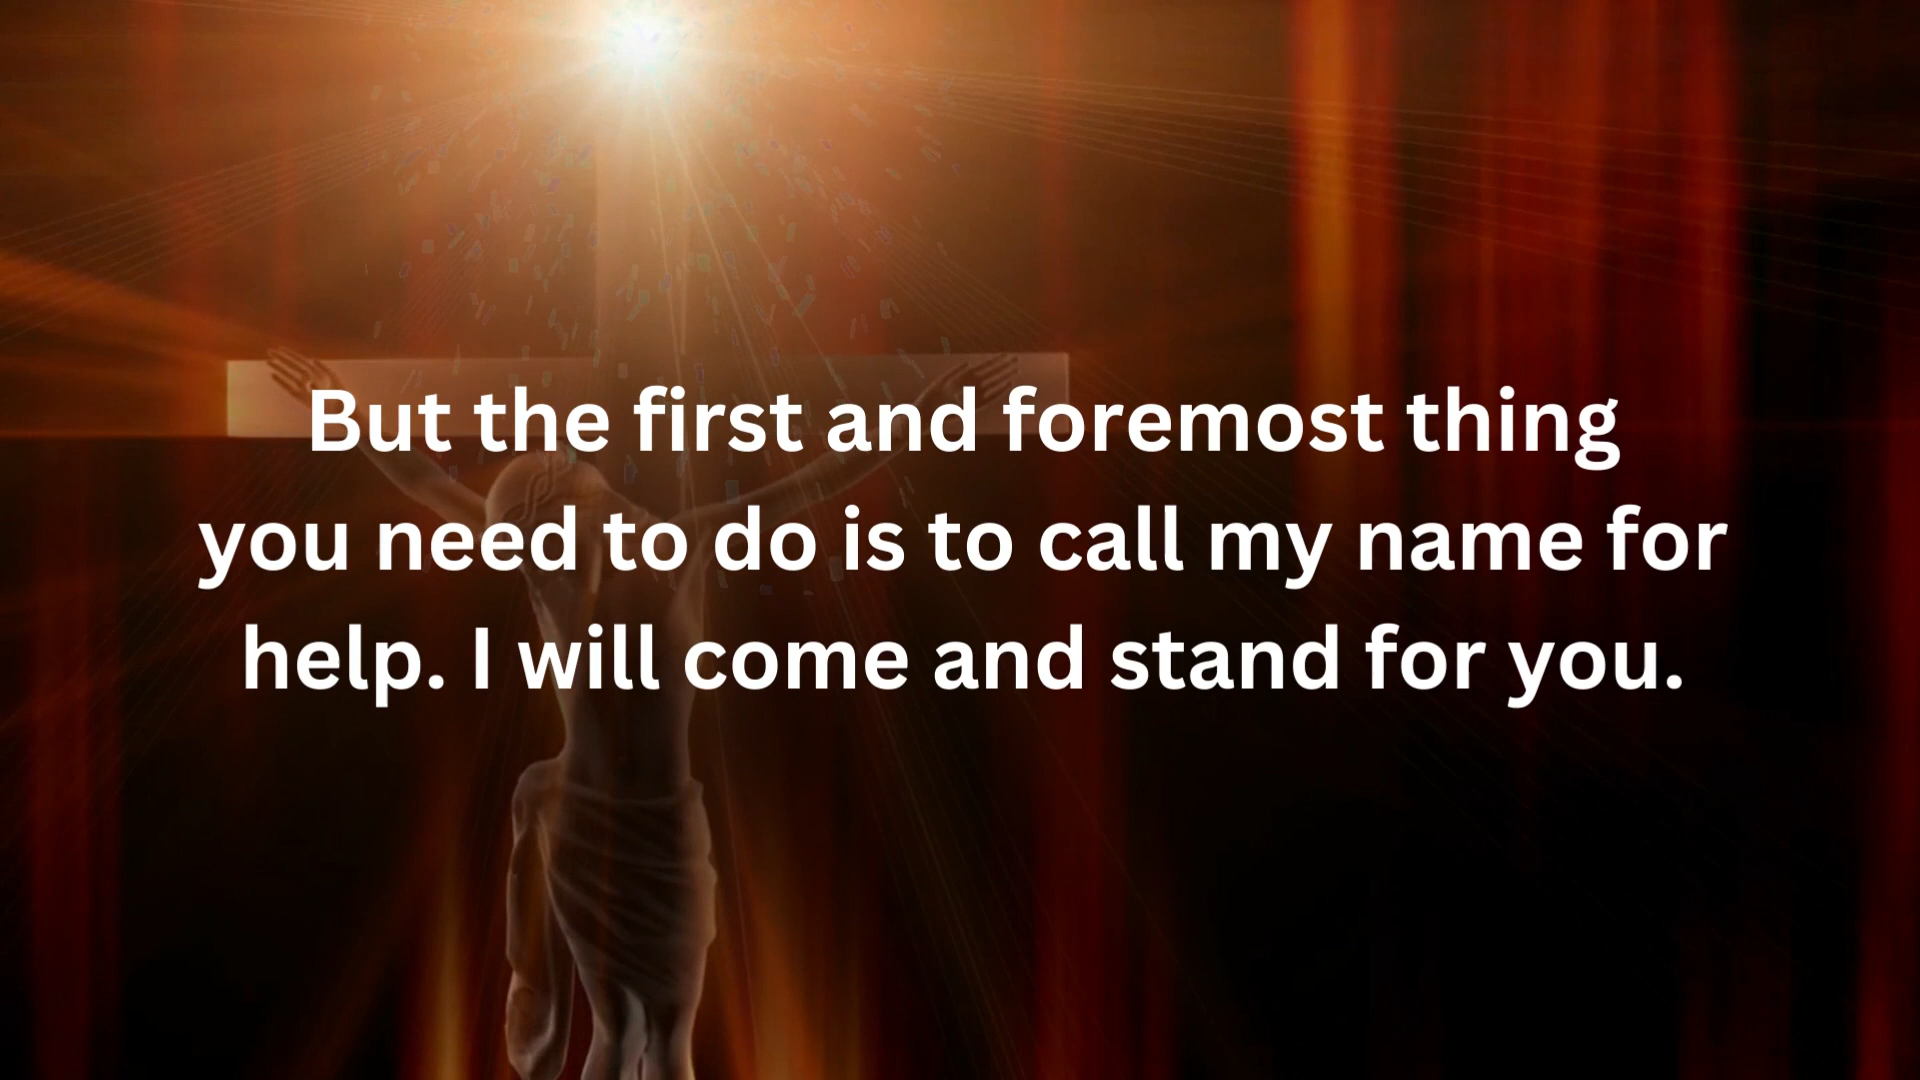 But the first and foremost thing
you need to do is to call my name for
help. I will come and stand for you.